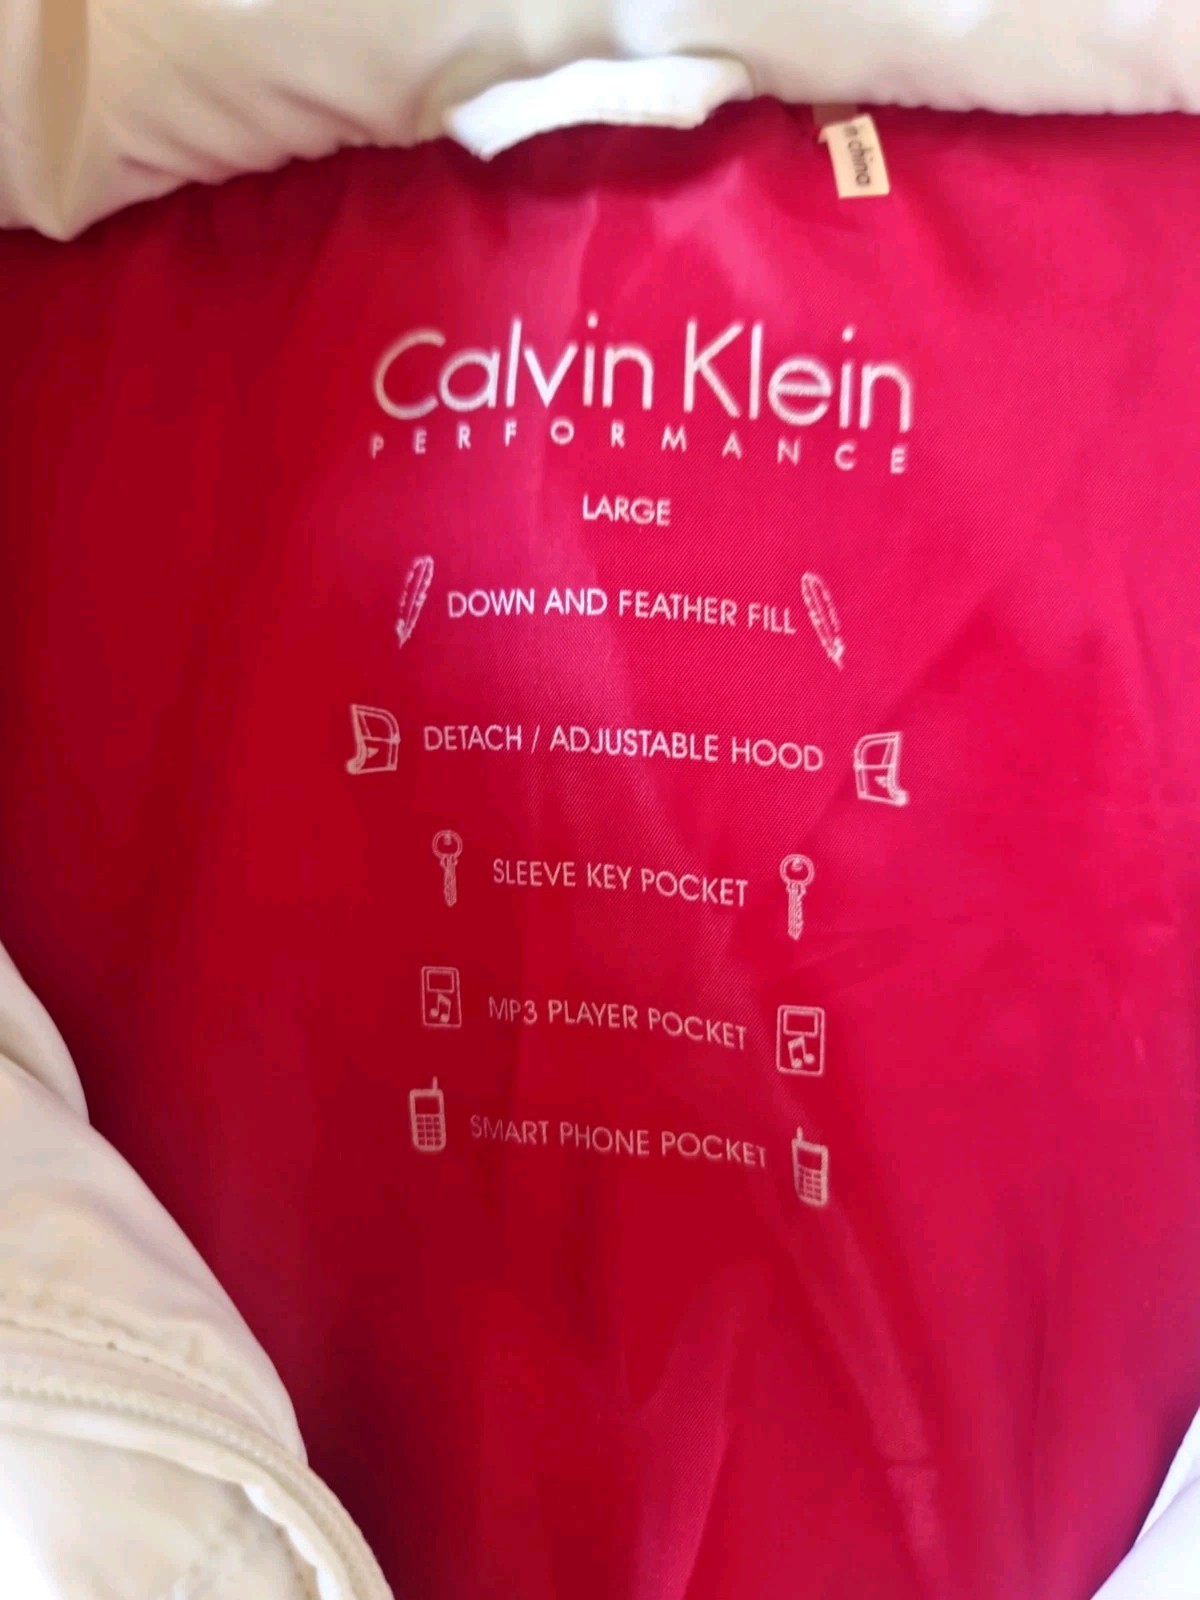 n china
Calvin Klein
PERFORMANCE
LARGE
DOWN AND FEATHER FILL
DETACH / ADJUSTABLE HOOD
SLEEVE KEY POCKET
MP3 PLAYER POCKET
SMART PHONE POCKET